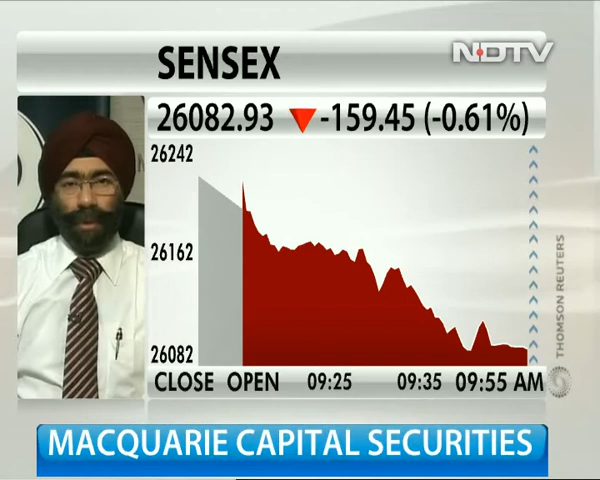 SENSEX
NDTV
26082.93 ▼ -159.45 (-0.61%)
26242
26162
26082
CLOSE OPEN 09:25 09:35 09:55 AM
THOMSON REUTERS
MACQUARIE CAPITAL SECURITIES